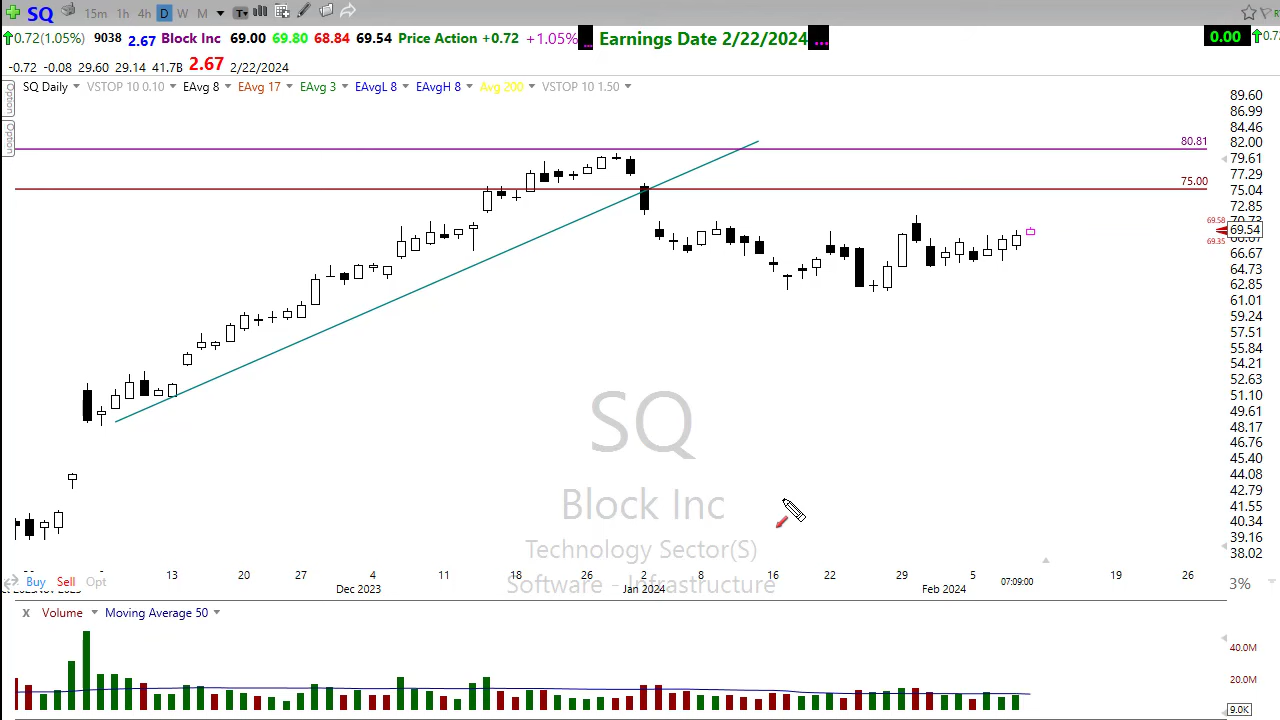 SQ 15m 1h 4h D W M T
0.72(1.05%) 9038 2.67 Block Inc 69.00 69.80 68.84 69.54 Price Action +0.72 +1.05% ... Earnings Date 2/22/2024 ... 0.00
-0.72 -0.08 29.60 29.14 41.7B 2.67 2/22/2024
SQ Daily VSTOP 10 0.10 EAvg 8 EAvg 17 EAvg 3 EAvgL 8 EAvgH 8 Avg 200 VSTOP 10 1.50
Option
Option
89.60
86.99
84.46
80.81
82.00
79.61
77.29
75.00
75.04
72.85
69.58
69.54
69.35
66.67
64.73
62.85
61.01
59.24
57.51
55.84
54.21
52.63
51.10
49.61
48.17
46.76
45.40
44.08
42.79
41.55
40.34
39.16
38.02
SQ
Block Inc
Technology Sector(S)
Software - Infrastructure
13 20 27 4 11 18 26 2 8 16 22 29 5 07:09:00 19 26
Buy Sell Opt
3%
Dec 2023 Jan 2024 Feb 2024
X Volume Moving Average 50
40.0M
20.0M
9.0K